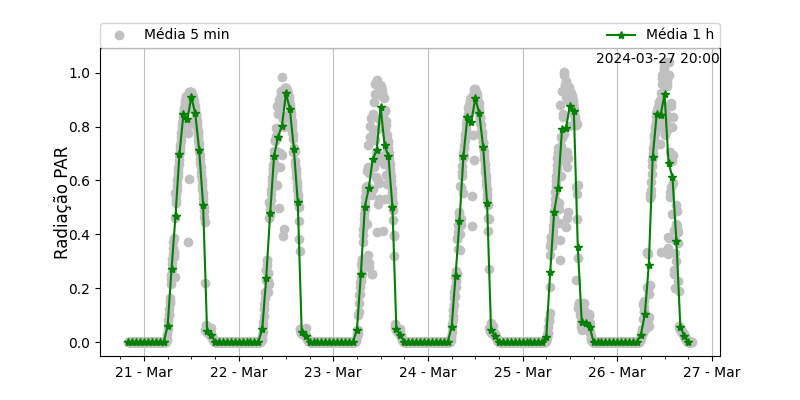 Média 5 min
Média 1 h
2024-03-27 20:00
Radiação PAR
1.0
0.8
0.6
0.4
0.2
0.0
21 - Mar
22 - Mar
23 - Mar
24 - Mar
25 - Mar
26 - Mar
27 - Mar